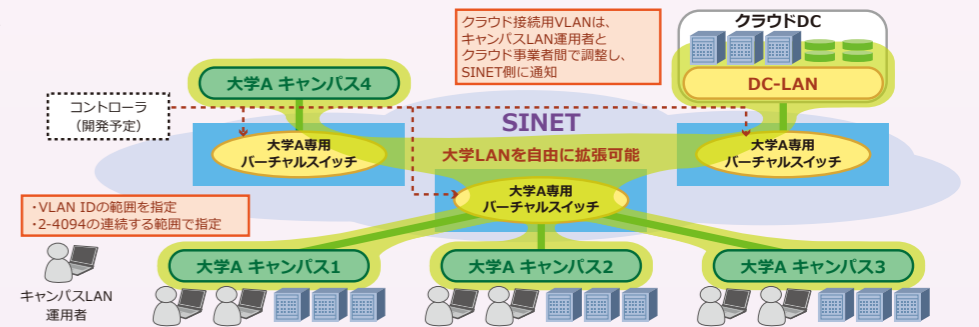 クラウド接続用VLANは、
キャンパスLAN運用者と
クラウド事業者間で調整し、
SINET側に通知
クラウドDC
DC-LAN
大学A キャンパス4
コントローラ
（開発予定）
SINET
大学A専用
バーチャルスイッチ
大学LANを自由に拡張可能
大学A専用
バーチャルスイッチ
大学A専用
バーチャルスイッチ
・VLAN IDの範囲を指定
・2-4094の連続する範囲で指定
キャンパスLAN
運用者
大学A キャンパス1
大学A キャンパス2
大学A キャンパス3